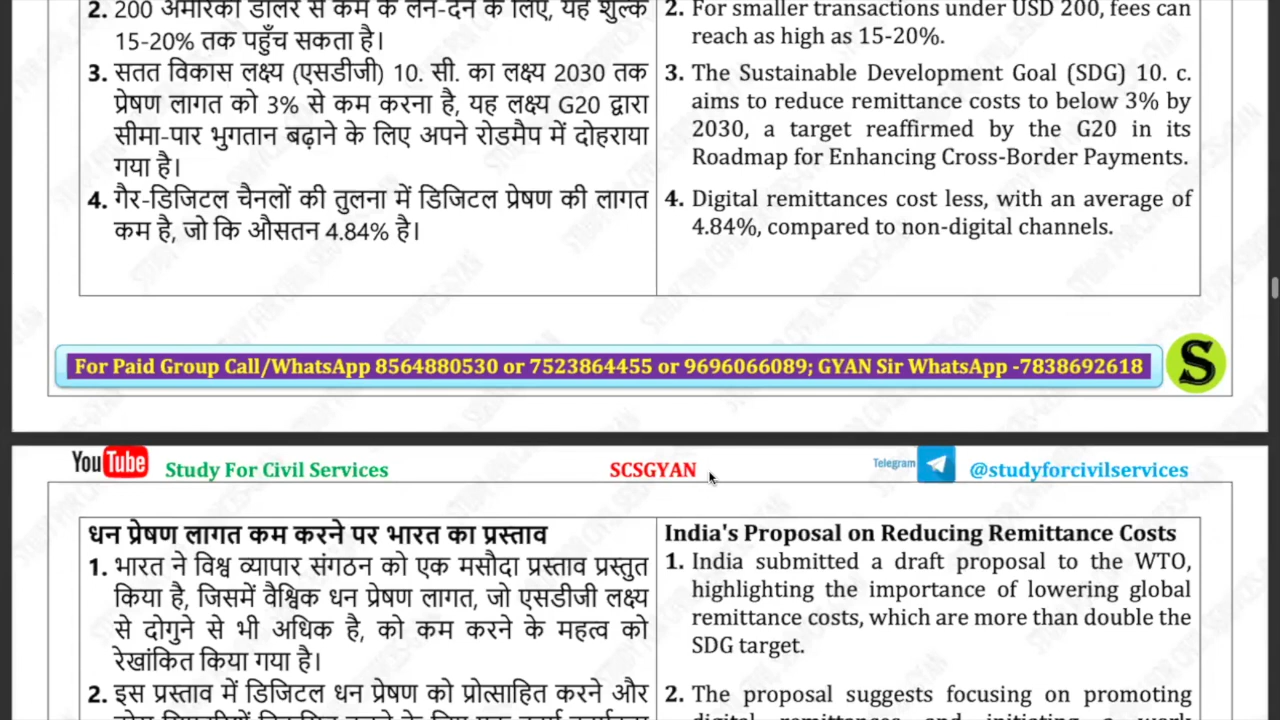 2. 200 अमेरिकी डॉलर से कम के लेन-देन के लिए, यह शुल्क
15-20% तक पहुँच सकता है।
3. सतत विकास लक्ष्य (एसडीजी) 10. सी. का लक्ष्य 2030 तक
प्रेषण लागत को 3% से कम करना है, यह लक्ष्य G20 द्वारा
सीमा-पार भुगतान बढ़ाने के लिए अपने रोडमैप में दोहराया
गया है।
4. गैर-डिजिटल चैनलों की तुलना में डिजिटल प्रेषण की लागत
कम है, जो कि औसतन 4.84% है।
2. For smaller transactions under USD 200, fees can
reach as high as 15-20%.
3. The Sustainable Development Goal (SDG) 10. c.
aims to reduce remittance costs to below 3% by
2030, a target reaffirmed by the G20 in its
Roadmap for Enhancing Cross-Border Payments.
4. Digital remittances cost less, with an average of
4.84%, compared to non-digital channels.
For Paid Group Call/WhatsApp 8564880530 or 7523864455 or 9696066089; GYAN Sir WhatsApp -7838692618
S
YouTube Study For Civil Services SCSGYAN Telegram @studyforcivilservices
धन प्रेषण लागत कम करने पर भारत का प्रस्ताव
1. भारत ने विश्व व्यापार संगठन को एक मसौदा प्रस्ताव प्रस्तुत
किया है, जिसमें वैश्विक धन प्रेषण लागत, जो एसडीजी लक्ष्य
से दोगुने से भी अधिक है, को कम करने के महत्व को
रेखांकित किया गया है।
2. इस प्रस्ताव में डिजिटल धन प्रेषण को प्रोत्साहित करने और
India's Proposal on Reducing Remittance Costs
1. India submitted a draft proposal to the WTO,
highlighting the importance of lowering global
remittance costs, which are more than double the
SDG target.
2. The proposal suggests focusing on promoting
digital remittances and initiating a work